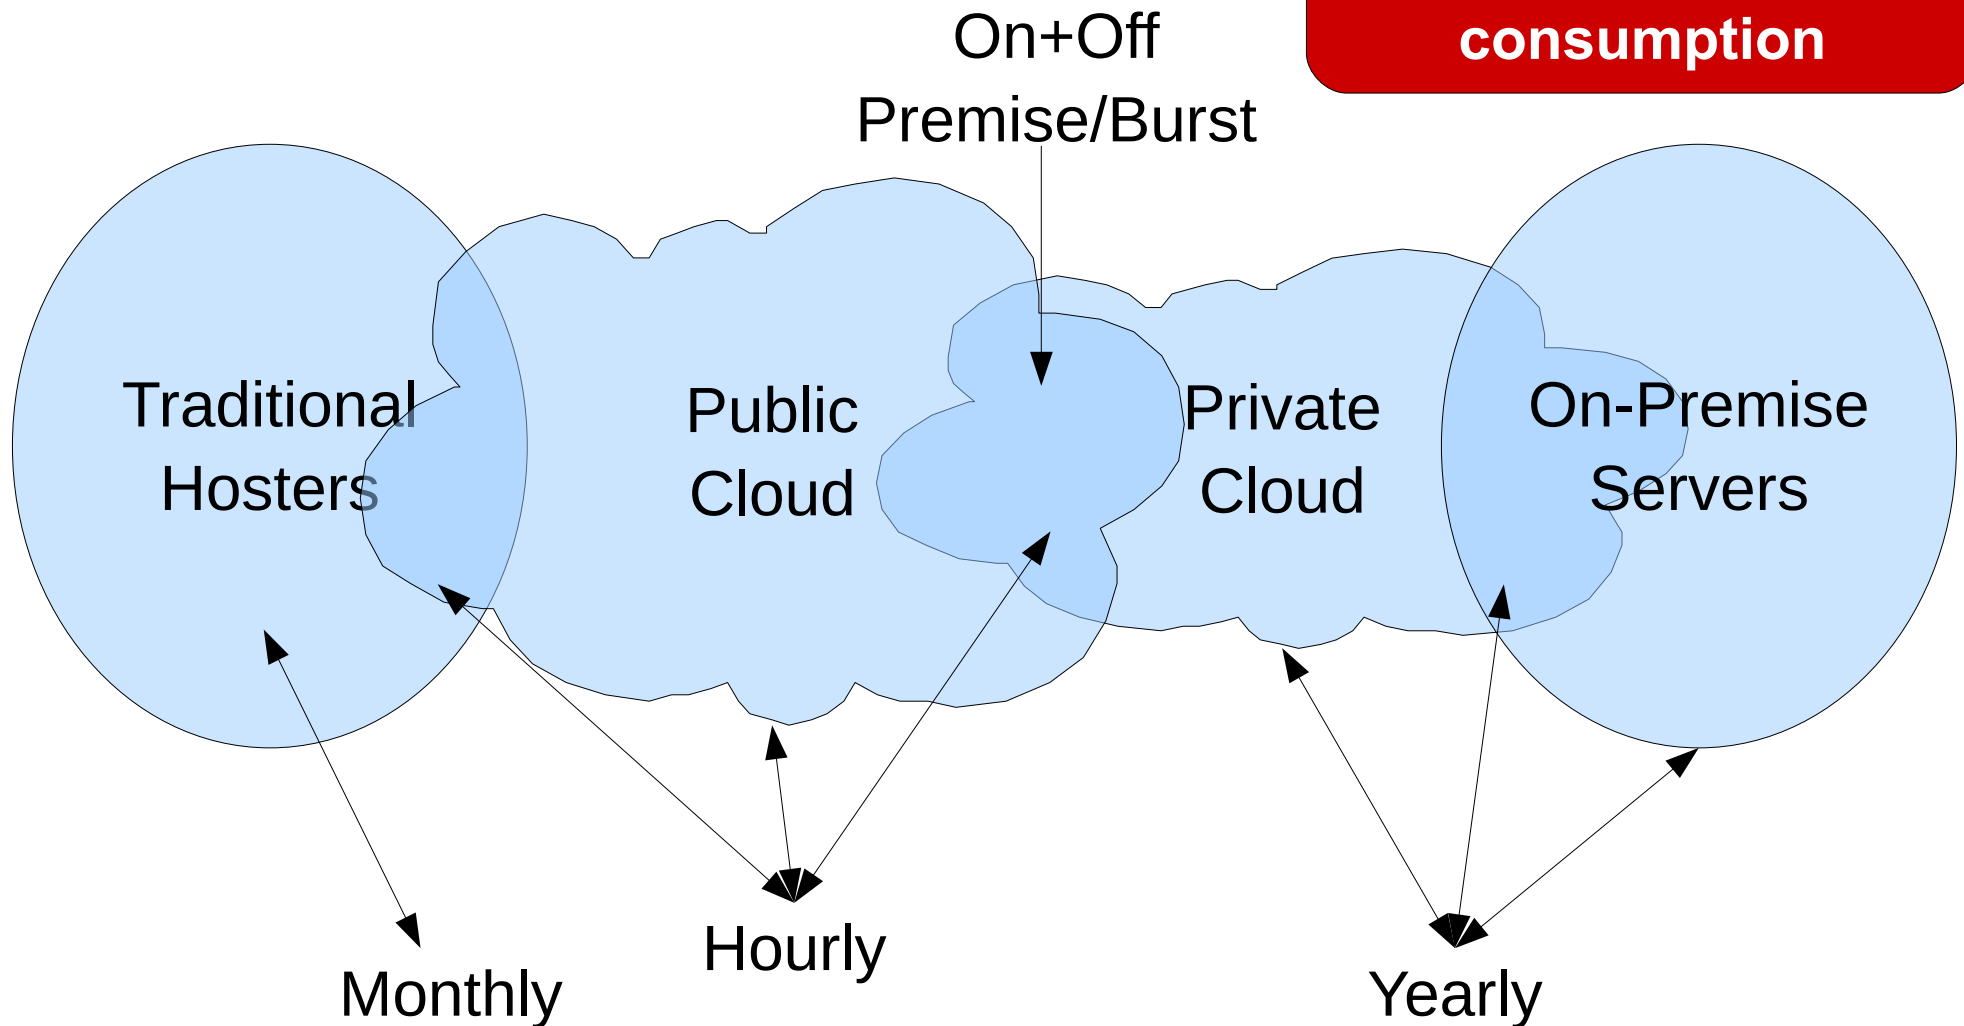 On+Off
Premise/Burst
consumption
Traditional
Hosters
Public
Cloud
Private
Cloud
On-Premise
Servers
Monthly
Hourly
Yearly